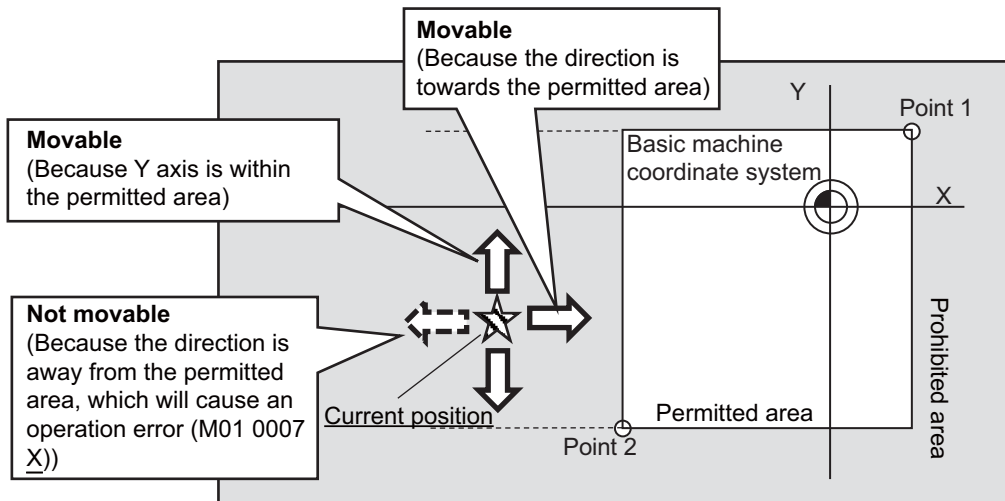 Movable
(Because the direction is
towards the permitted area)
Y
Point 1
Movable
(Because Y axis is within
the permitted area)
Basic machine
coordinate system
X
Not movable
(Because the direction is
away from the permitted
area, which will cause an
operation error (M01 0007
X))
Current position
Permitted area
Point 2
Prohibited area